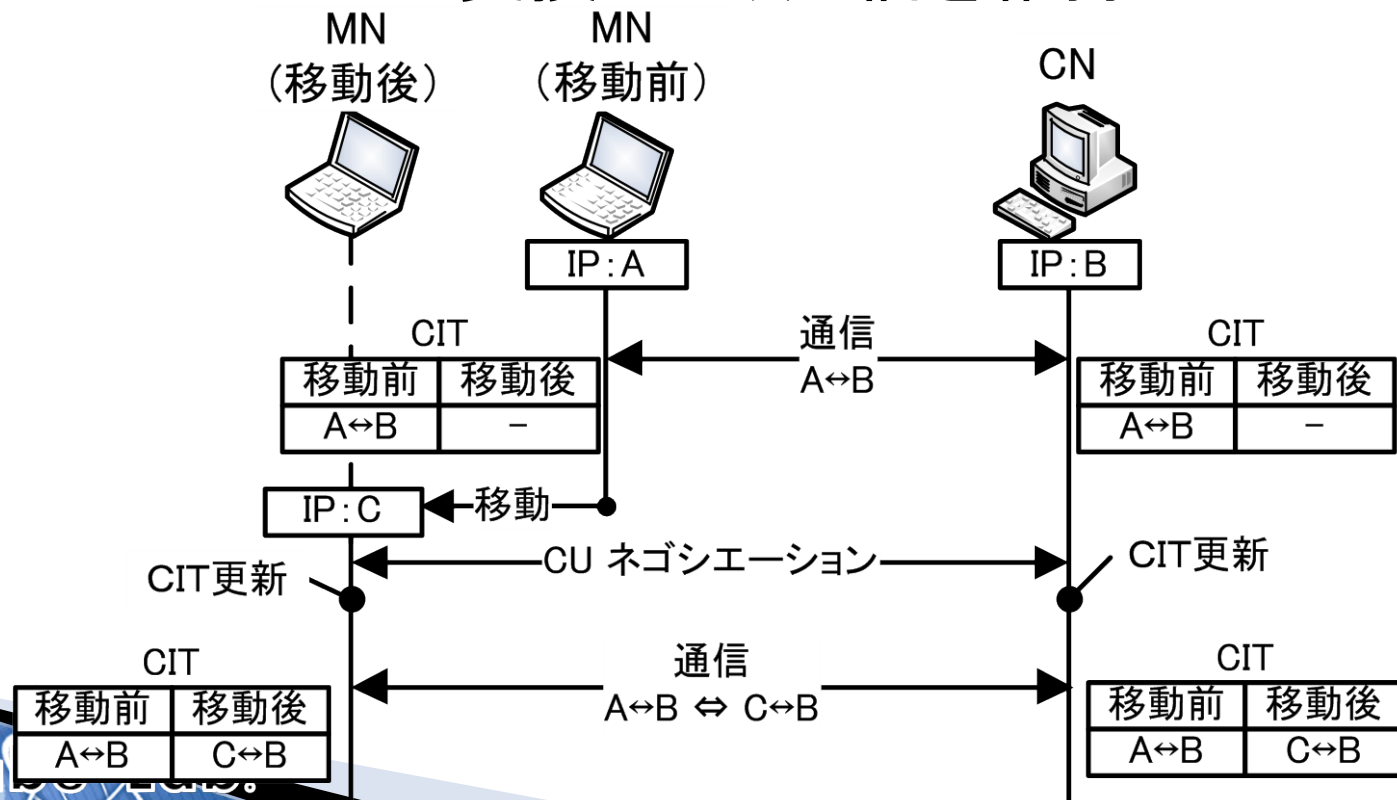 MN
(移動後)
MN
(移動前)
CN
IP:A
IP:B
CIT
移動前 移動後
A↔B -
通信
A↔B
CIT
移動前 移動後
A↔B -
IP:C
移動
CU ネゴシエーション
CIT更新
CIT更新
CIT
移動前 移動後
A↔B C↔B
通信
A↔B ⇔ C↔B
CIT
移動前 移動後
A↔B C↔B
Lab.